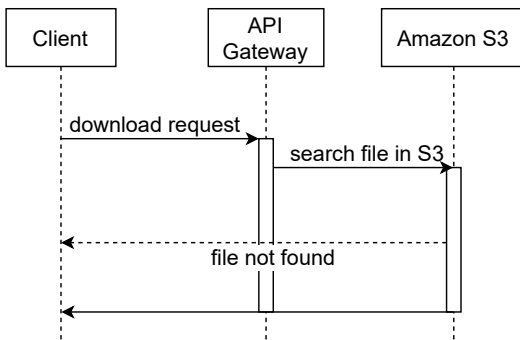 Client
API
Gateway
Amazon S3
download request
search file in S3
file not found